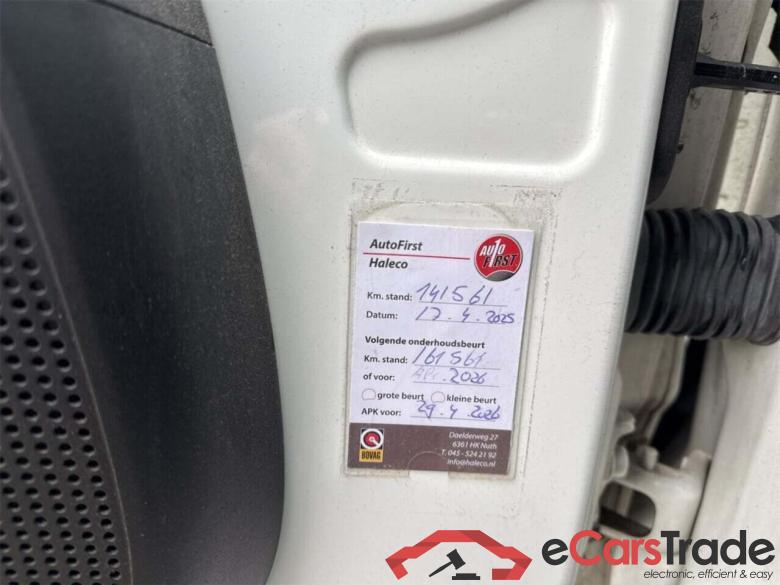 AutoFirst
Haleco
AUTO FIRST
Km. stand: 141561
Datum: 17.4.2025
Volgende onderhoudsbeurt
Km. stand: 161561
of voor: Apr. 2026
grote beurt kleine beurt
APK voor: 29.4.2026
BOVAG
Daelderweg 27
6361 HK Nuth
T. 045 - 524 21 92
info@haleco.nl
eCarsTrade
electronic, efficient & easy